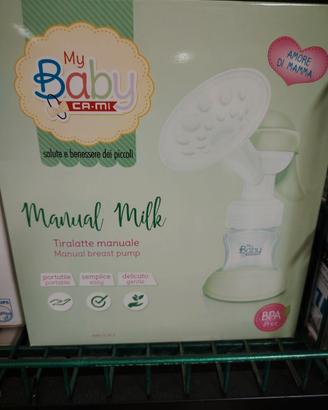 My
Baby
CA-MI
salute e benessere dei piccoli
AMORE
DI MAMMA
Manual Milk
Tiralatte manuale
Manual breast pump
portatile
portable
semplice
easy
delicato
gentle
My
Baby
BPA
free